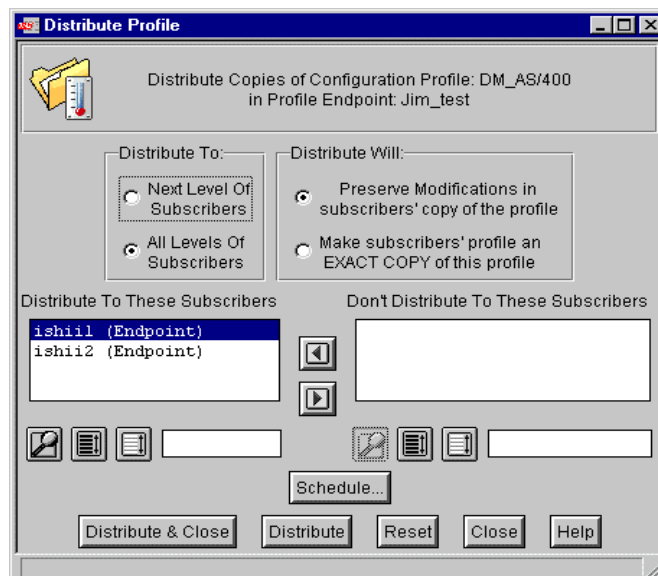 Distribute Profile
Distribute Copies of Configuration Profile: DM_AS/400
in Profile Endpoint: Jim_test
Distribute To:
Next Level Of
Subscribers
All Levels Of
Subscribers
Distribute Will:
Preserve Modifications in
subscribers' copy of the profile
Make subscribers' profile an
EXACT COPY of this profile
Distribute To These Subscribers
Don't Distribute To These Subscribers
ishii1 (Endpoint)
ishii2 (Endpoint)
Schedule...
Distribute & Close
Distribute
Reset
Close
Help